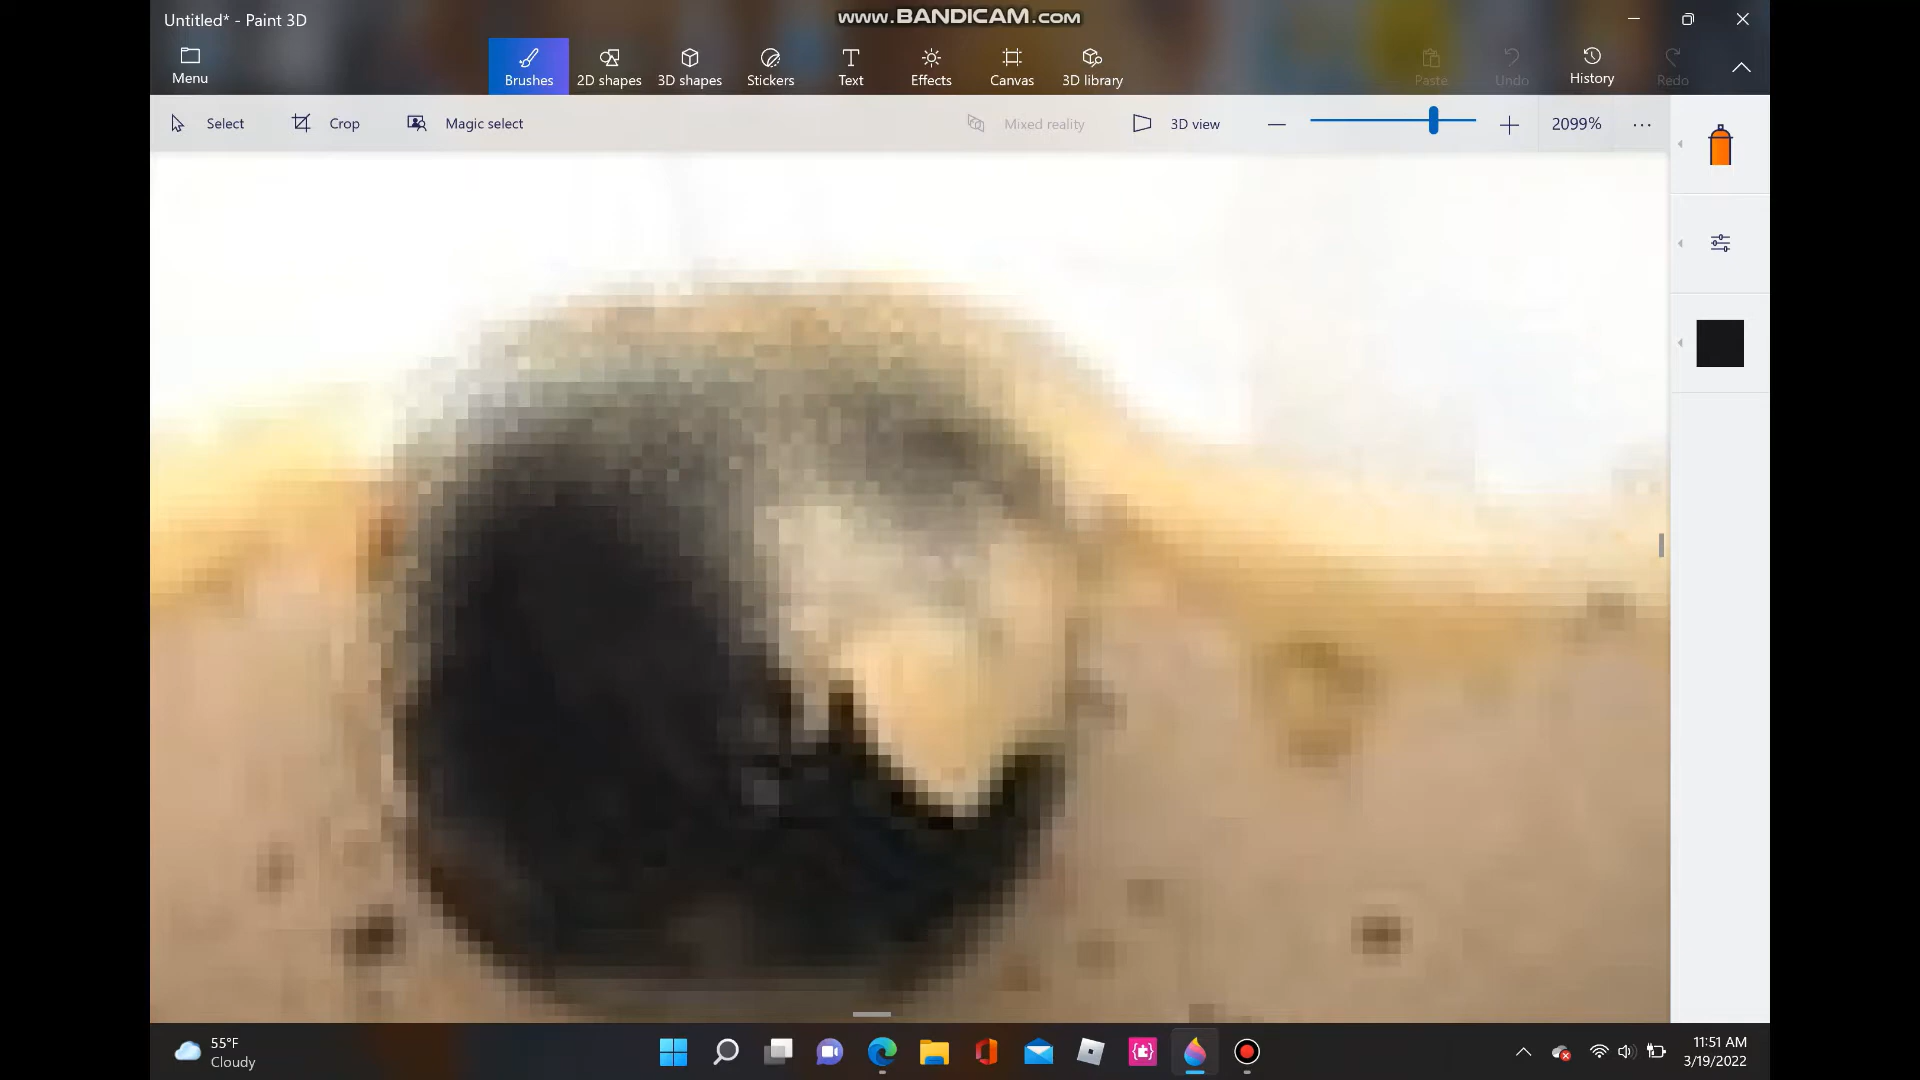 Untitled* - Paint 3D
www.BANDICAM.com
Menu
Brushes
2D shapes
3D shapes
Stickers
Text
Effects
Canvas
3D library
Paste
Undo
History
Redo
Select
Crop
Magic select
Mixed reality
3D view
2099%
55°F
Cloudy
11:51 AM
3/19/2022